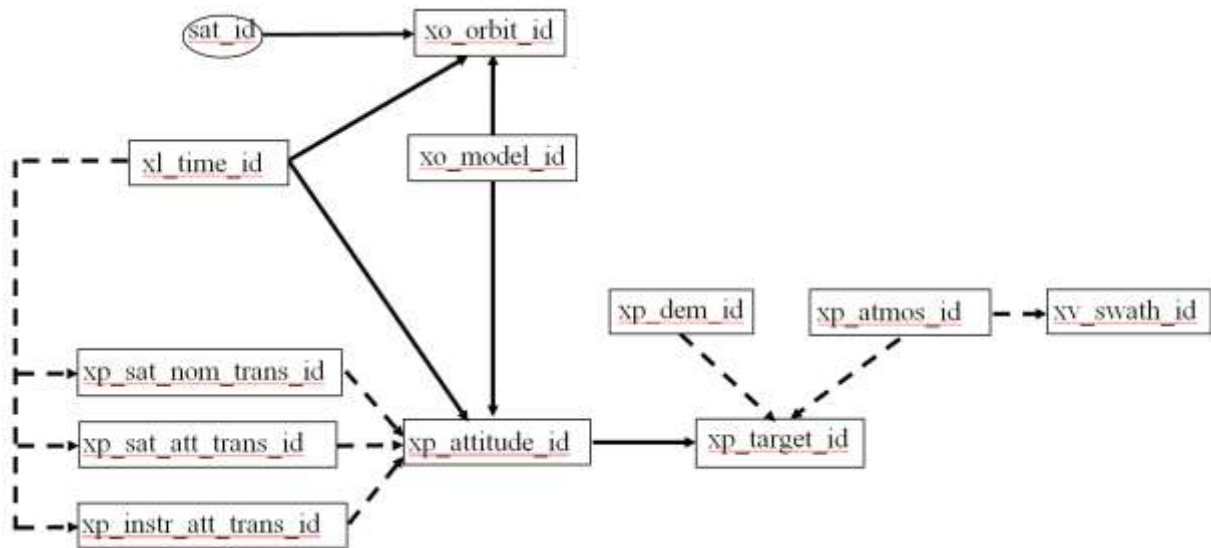 sat_id
xo_orbit_id
xl_time_id
xo_model_id
xp_dem_id
xp_atmos_id
xv_swath_id
xp_sat_nom_trans_id
xp_sat_att_trans_id
xp_attitude_id
xp_target_id
xp_instr_att_trans_id